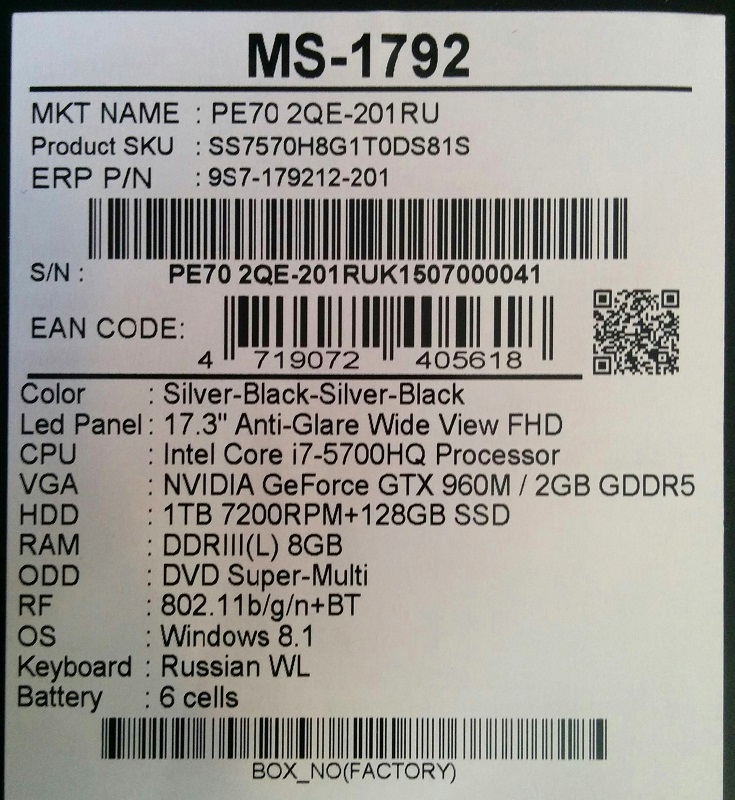 MS-1792
MKT NAME : PE70 2QE-201RU
Product SKU : SS7570H8G1T0DS81S
ERP P/N : 9S7-179212-201
S/N : PE70 2QE-201RUK1507000041
EAN CODE: 4 719072 405618
Color : Silver-Black-Silver-Black
Led Panel : 17.3" Anti-Glare Wide View FHD
CPU : Intel Core i7-5700HQ Processor
VGA : NVIDIA GeForce GTX 960M / 2GB GDDR5
HDD : 1TB 7200RPM+128GB SSD
RAM : DDRIII(L) 8GB
ODD : DVD Super-Multi
RF : 802.11b/g/n+BT
OS : Windows 8.1
Keyboard : Russian WL
Battery : 6 cells
BOX_NO(FACTORY)